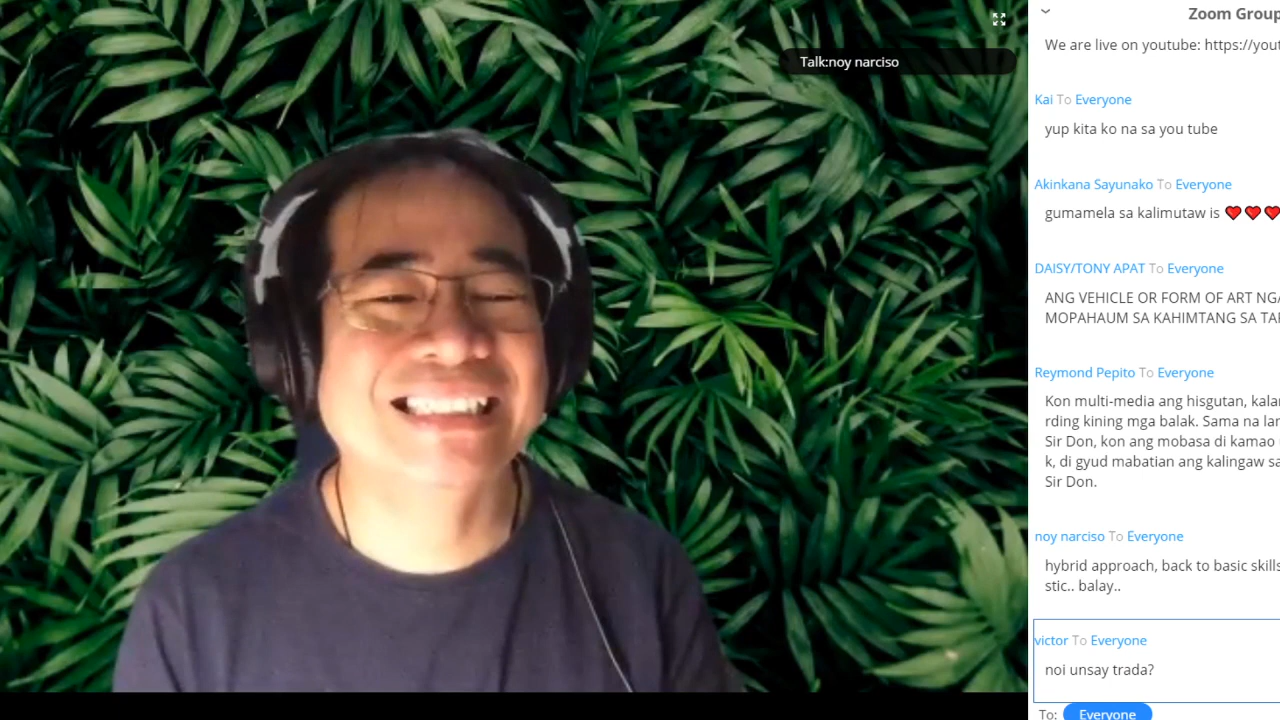 Talk:noy narciso
Zoom Group
We are live on youtube: https://yout
Kai To Everyone
yup kita ko na sa you tube
Akinkana Sayunako To Everyone
gumamela sa kalimutaw is ❤❤❤
DAISY/TONY APAT To Everyone
ANG VEHICLE OR FORM OF ART NGA
MOPAHAUM SA KAHIMTANG SA TA
Reymond Pepito To Everyone
Kon multi-media ang hisgutan, kala
rding kining mga balak. Sama na la
Sir Don, kon ang mobasa di kamao
k, di gyud mabatian ang kalingaw sa
Sir Don.
noy narciso To Everyone
hybrid approach, back to basic skills
stic.. balay..
victor To Everyone
noi unsay trada?
To: Everyone